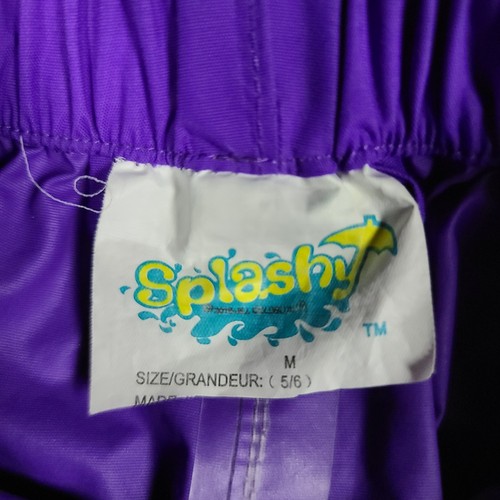 Splashy
TM
M
SIZE/GRANDEUR: ( 5/6 )